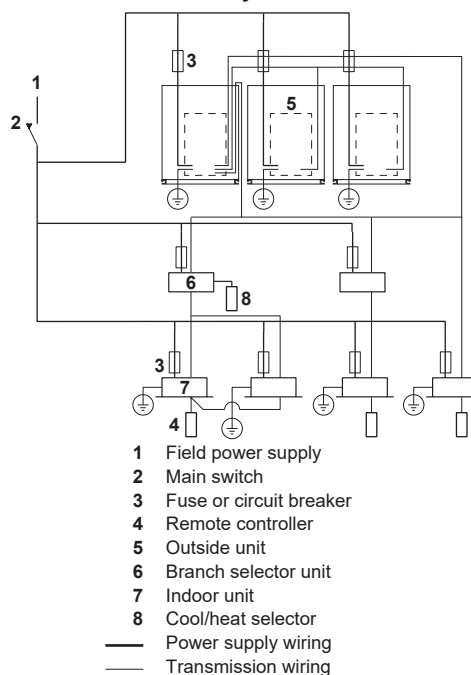 1
2
3
5
6
8
3
7
4
1 Field power supply
2 Main switch
3 Fuse or circuit breaker
4 Remote controller
5 Outside unit
6 Branch selector unit
7 Indoor unit
8 Cool/heat selector
Power supply wiring
Transmission wiring